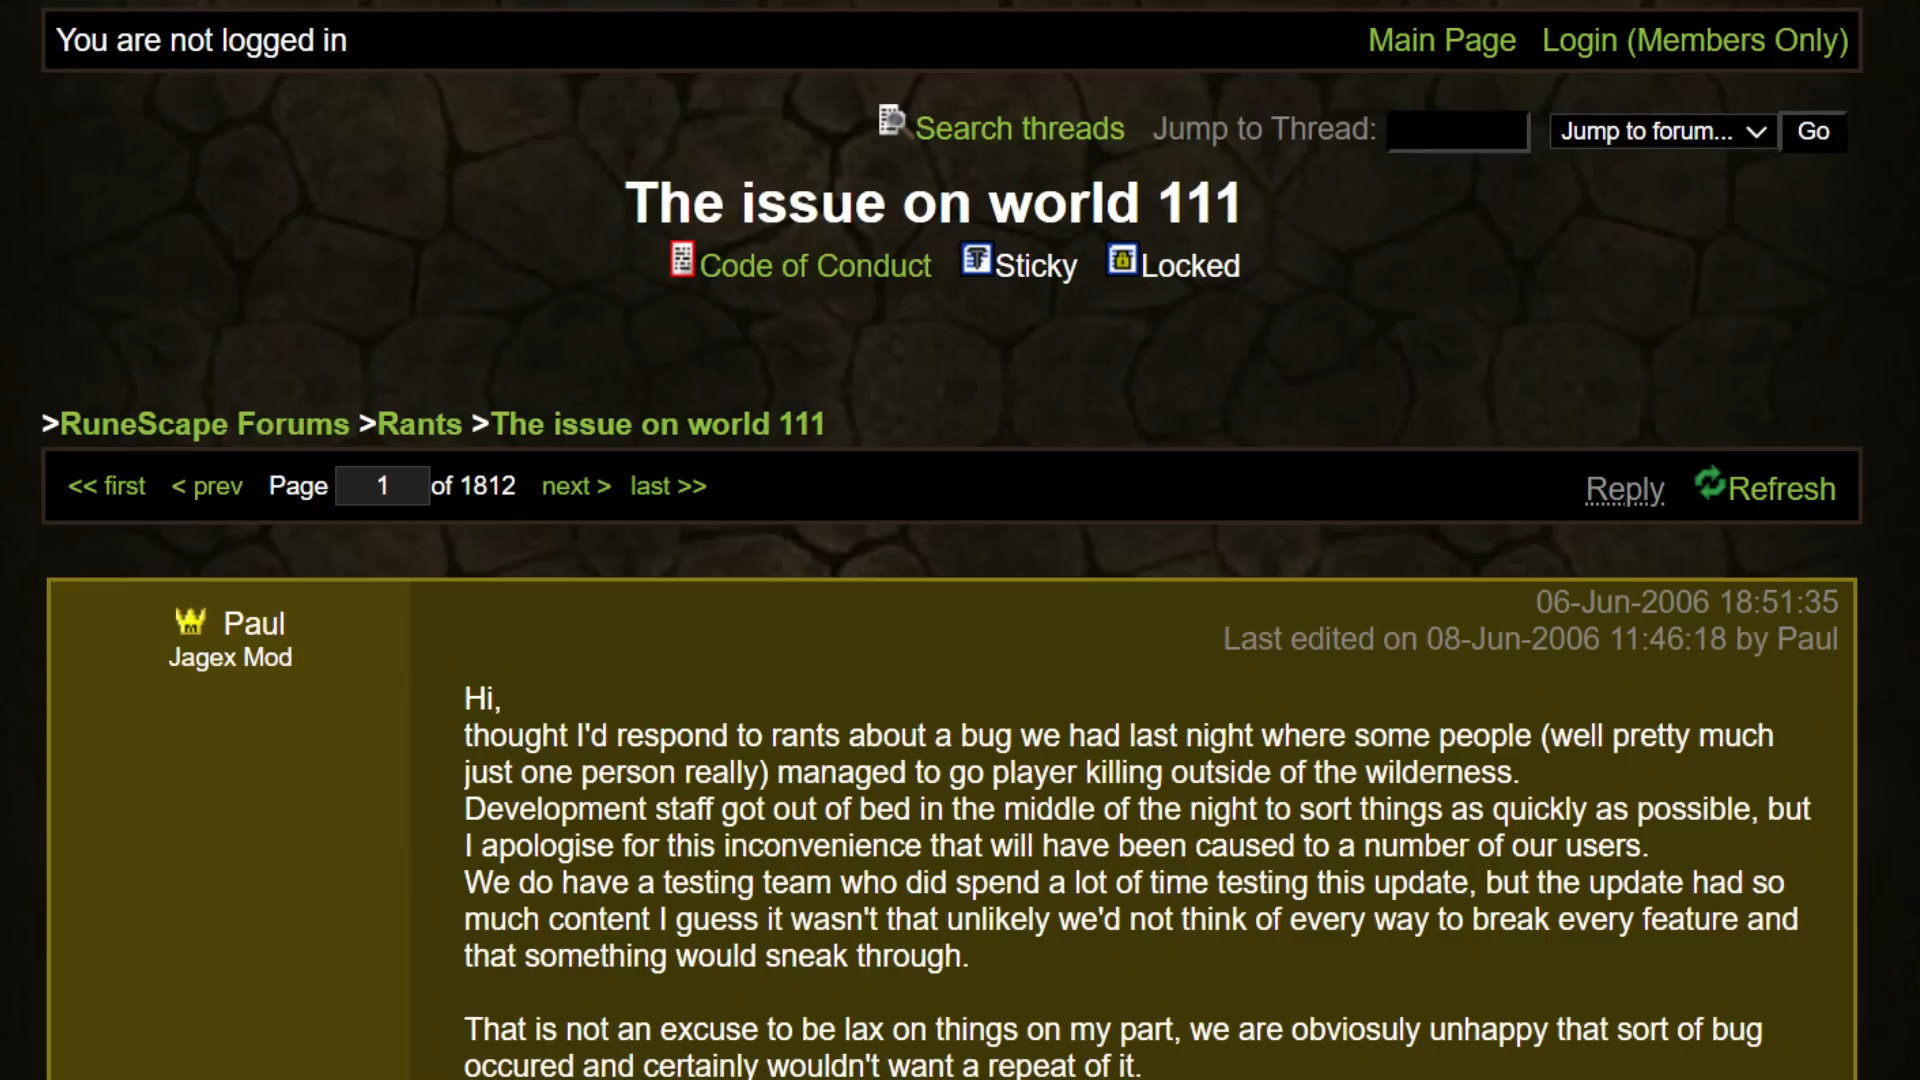 You are not logged in Main Page Login (Members Only)
Search threads Jump to Thread: Jump to forum... Go
The issue on world 111
Code of Conduct Sticky Locked
>RuneScape Forums >Rants >The issue on world 111
<< first < prev Page 1 of 1812 next > last >> Reply Refresh
06-Jun-2006 18:51:35
Paul
Last edited on 08-Jun-2006 11:46:18 by Paul
Jagex Mod
Hi,
thought I'd respond to rants about a bug we had last night where some people (well pretty much
just one person really) managed to go player killing outside of the wilderness.
Development staff got out of bed in the middle of the night to sort things as quickly as possible, but
I apologise for this inconvenience that will have been caused to a number of our users.
We do have a testing team who did spend a lot of time testing this update, but the update had so
much content I guess it wasn't that unlikely we'd not think of every way to break every feature and
that something would sneak through.
That is not an excuse to be lax on things on my part, we are obviosuly unhappy that sort of bug
occured and certainly wouldn't want a repeat of it.